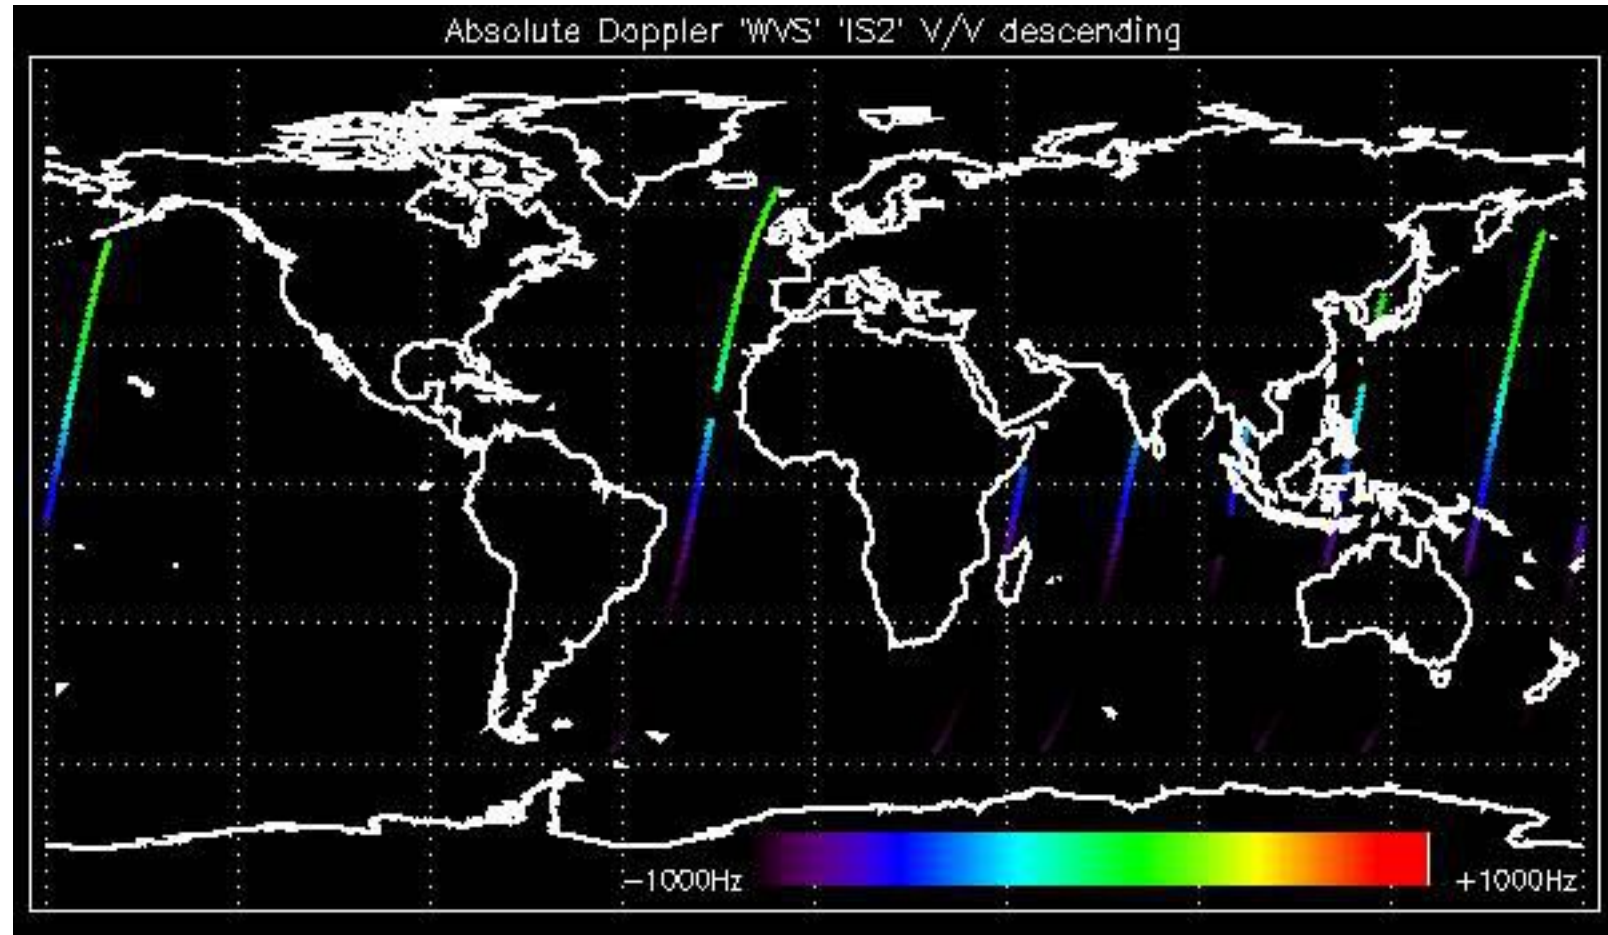 Absolute Doppler 'WVS' 'IS2' V/V descending
−1000Hz
+1000Hz